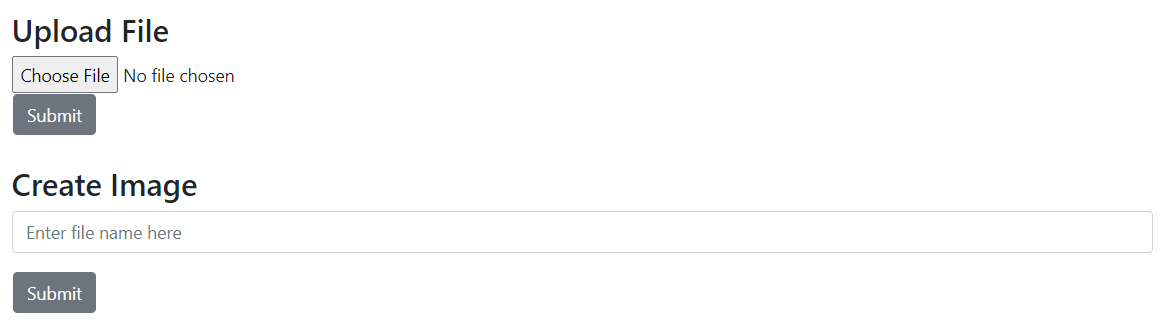 Upload File
Choose File No file chosen
Submit
Create Image
Enter file name here
Submit